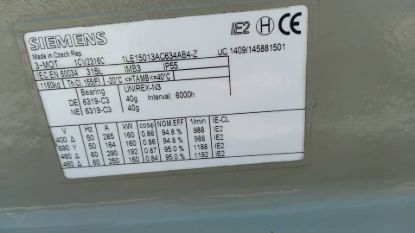 SIEMENS
IE2 H CE
Made in Czech Rep.
3-MOT 1CV2316C 1LE15013AC634AB4-Z UC 1409/145881501
IEC/EN 60034 315L IMB3 IP55
1160kg Th.Cl.155(F) -20°C <=TAMB<=40°C
Bearing UNIREX-N3
DE 6319-C3 40g Interval: 6000h
NE 6319-C3 40g
V Hz A kW cosφ NOM.EFF 1/min IE-CL
400 Δ 50 285 160 0.86 94.8 % 988 IE2
690 Y 50 164 160 0.86 94.8 % 988 IE2
460 Δ 60 290 192 0.87 95.0 % 1188 IE2
460 Δ 60 250 160 0.84 95.0 % 1192 IE2